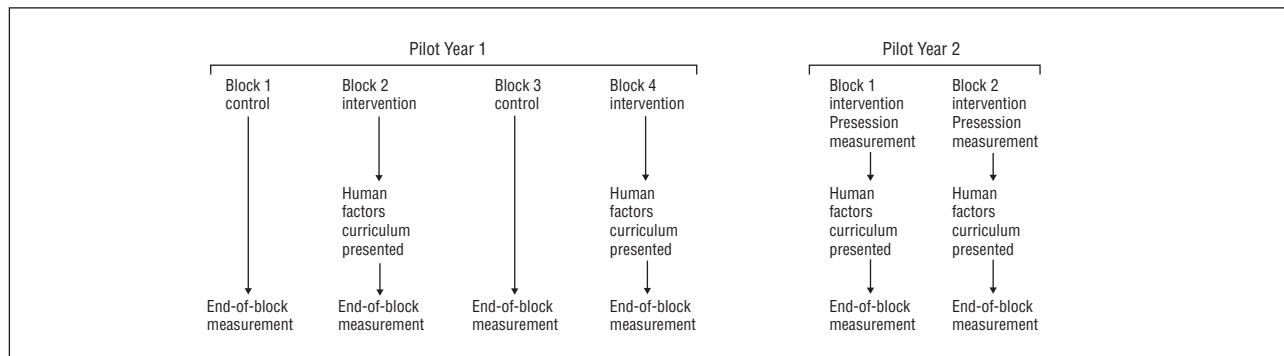 Pilot Year 1
Block 1
control
Block 2
intervention
Block 3
control
Block 4
intervention
Human
factors
curriculum
presented
Human
factors
curriculum
presented
End-of-block
measurement
End-of-block
measurement
End-of-block
measurement
End-of-block
measurement
Pilot Year 2
Block 1
intervention
Presession
measurement
Block 2
intervention
Presession
measurement
Human
factors
curriculum
presented
Human
factors
curriculum
presented
End-of-block
measurement
End-of-block
measurement